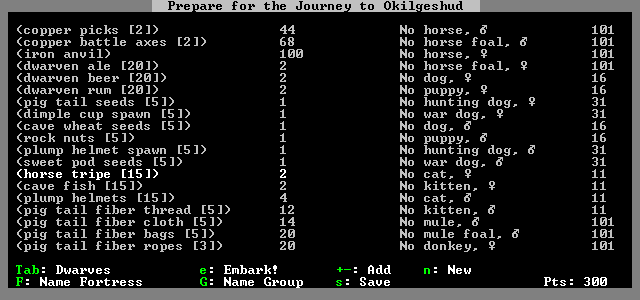 Prepare for the Journey to Okilgeshud
(copper picks [2]) 44 No horse, ♂ 101
(copper battle axes [2]) 68 No horse foal, ♂ 101
(iron anvil) 100 No horse, ♀ 101
(dwarven ale [20]) 2 No horse foal, ♀ 101
(dwarven beer [20]) 2 No dog, ♀ 16
(dwarven rum [20]) 2 No puppy, ♀ 16
(pig tail seeds [5]) 1 No hunting dog, ♀ 31
(dimple cup spawn [5]) 1 No war dog, ♀ 31
(cave wheat seeds [5]) 1 No dog, ♂ 16
(rock nuts [5]) 1 No puppy, ♂ 16
(plump helmet spawn [5]) 1 No hunting dog, ♂ 31
(sweet pod seeds [5]) 1 No war dog, ♂ 31
(horse tripe [15]) 2 No cat, ♀ 11
(cave fish [15]) 2 No kitten, ♀ 11
(plump helmets [15]) 4 No cat, ♂ 11
(pig tail fiber thread [5]) 12 No kitten, ♂ 11
(pig tail fiber cloth [5]) 14 No mule, ♂ 101
(pig tail fiber bags [5]) 20 No mule foal, ♂ 101
(pig tail fiber ropes [3]) 20 No donkey, ♀ 101
Tab: Dwarves e: Embark! +-: Add n: New
F: Name Fortress G: Name Group s: Save Pts: 300